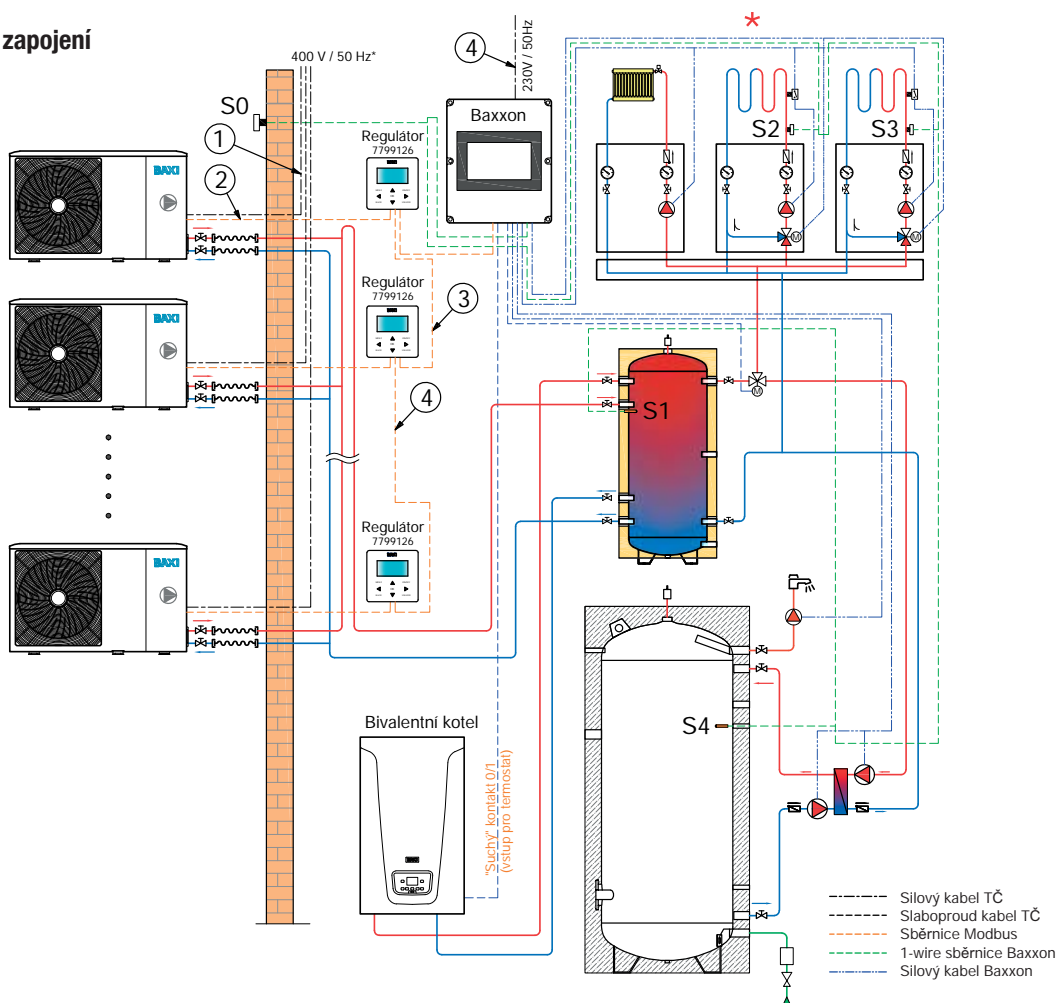 zapojení
400 V / 50 Hz*
4
230V / 50Hz
*
S0
1
2
Baxxon
Regulátor
7799126
BAXI
S2
S3
BAXI
Regulátor
7799126
3
4
S1
BAXI
Regulátor
7799126
Bivalentní kotel
S4
"Suchý" kontakt 0/1
(vstup pro termostat)
BAXI
M
M
M
Silový kabel TČ
Slaboproud kabel TČ
Sběrnice Modbus
1-wire sběrnice Baxxon
Silový kabel Baxxon